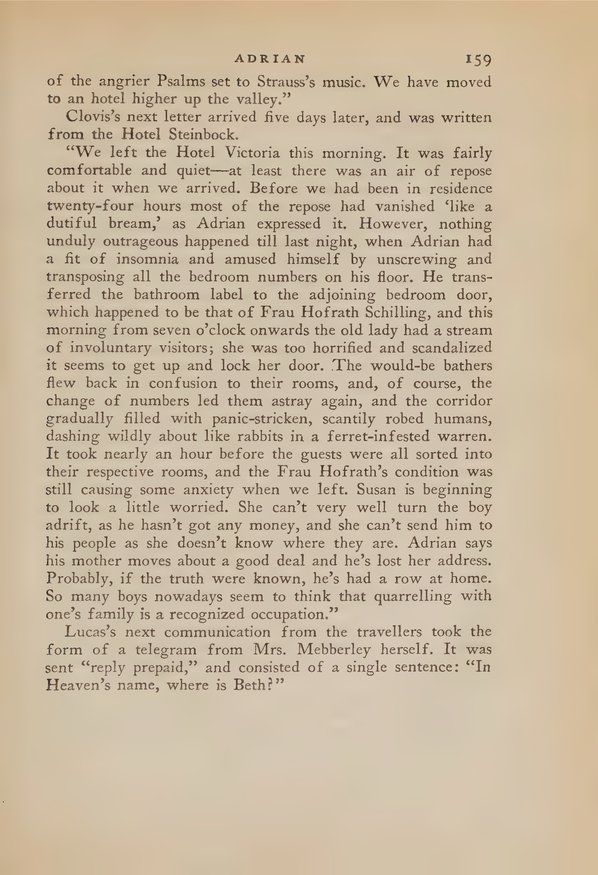 ADRIAN 159
of the angrier Psalms set to Strauss’s music. We have moved
to an hotel higher up the valley.”
Clovis’s next letter arrived five days later, and was written
from the Hotel Steinbock.
“We left the Hotel Victoria this morning. It was fairly
comfortable and quiet—at least there was an air of repose
about it when we arrived. Before we had been in residence
twenty-four hours most of the repose had vanished ‘like a
dutiful bream,’ as Adrian expressed it. However, nothing
unduly outrageous happened till last night, when Adrian had
a fit of insomnia and amused himself by unscrewing and
transposing all the bedroom numbers on his floor. He trans-
ferred the bathroom label to the adjoining bedroom door,
which happened to be that of Frau Hofrath Schilling, and this
morning from seven o’clock onwards the old lady had a stream
of involuntary visitors; she was too horrified and scandalized
it seems to get up and lock her door. The would-be bathers
flew back in confusion to their rooms, and, of course, the
change of numbers led them astray again, and the corridor
gradually filled with panic-stricken, scantily robed humans,
dashing wildly about like rabbits in a ferret-infested warren.
It took nearly an hour before the guests were all sorted into
their respective rooms, and the Frau Hofrath’s condition was
still causing some anxiety when we left. Susan is beginning
to look a little worried. She can’t very well turn the boy
adrift, as he hasn’t got any money, and she can’t send him to
his people as she doesn’t know where they are. Adrian says
his mother moves about a good deal and he’s lost her address.
Probably, if the truth were known, he’s had a row at home.
So many boys nowadays seem to think that quarrelling with
one’s family is a recognized occupation.”
Lucas’s next communication from the travellers took the
form of a telegram from Mrs. Mebberley herself. It was
sent “reply prepaid,” and consisted of a single sentence: “In
Heaven’s name, where is Beth?”